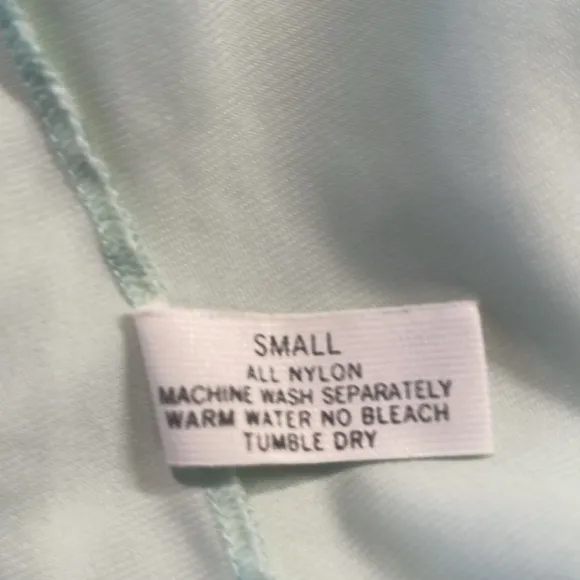 SMALL
ALL NYLON
MACHINE WASH SEPARATELY
WARM WATER NO BLEACH
TUMBLE DRY